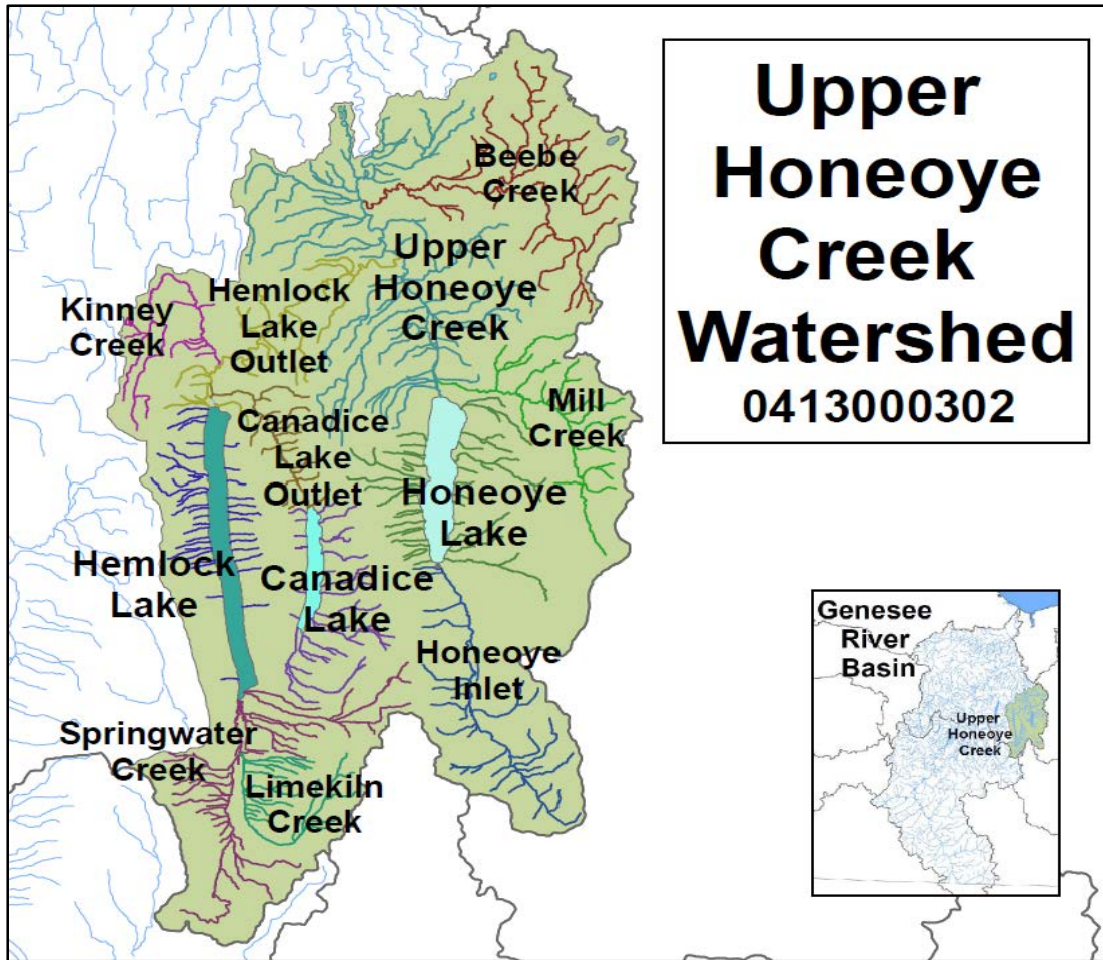 Upper
Honeoye
Creek
Watershed
0413000302
Beebe
Creek
Upper
Honeoye
Creek
Hemlock
Lake
Outlet
Kinney
Creek
Canadice
Lake
Outlet
Mill
Creek
Honeoye
Lake
Hemlock
Lake
Canadice
Lake
Honeoye
Inlet
Springwater
Creek
Limekiln
Creek
Genesee
River
Basin
Upper
Honeoye
Creek